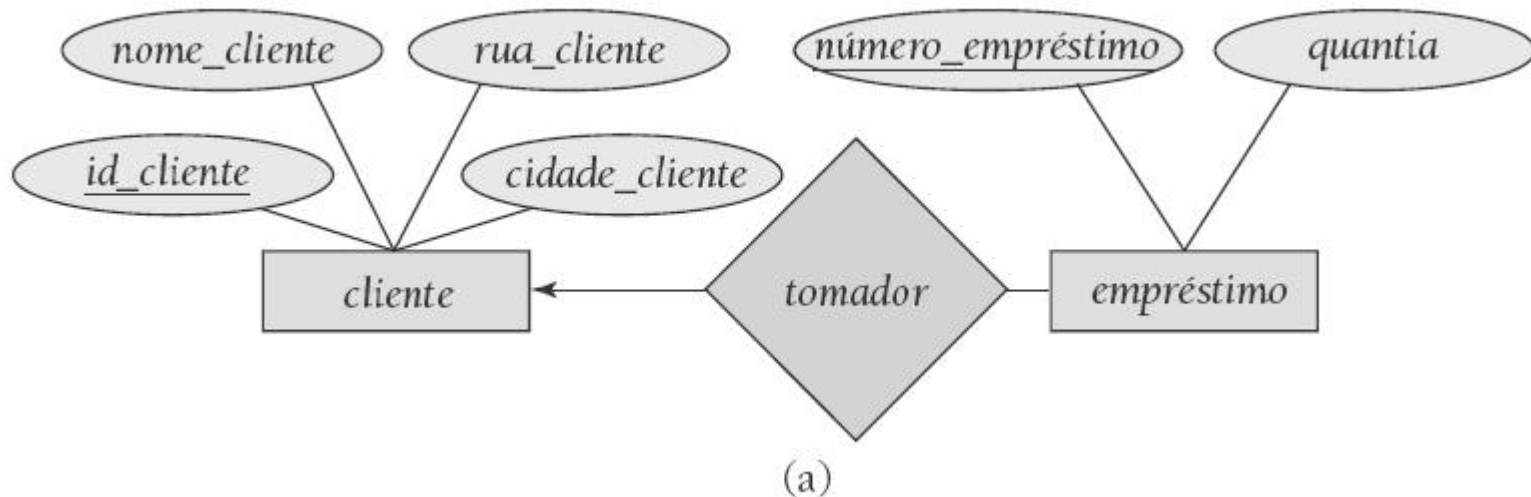 nome_cliente rua_cliente número_empréstimo quantia
id_cliente cidade_cliente
cliente tomador empréstimo
(a)